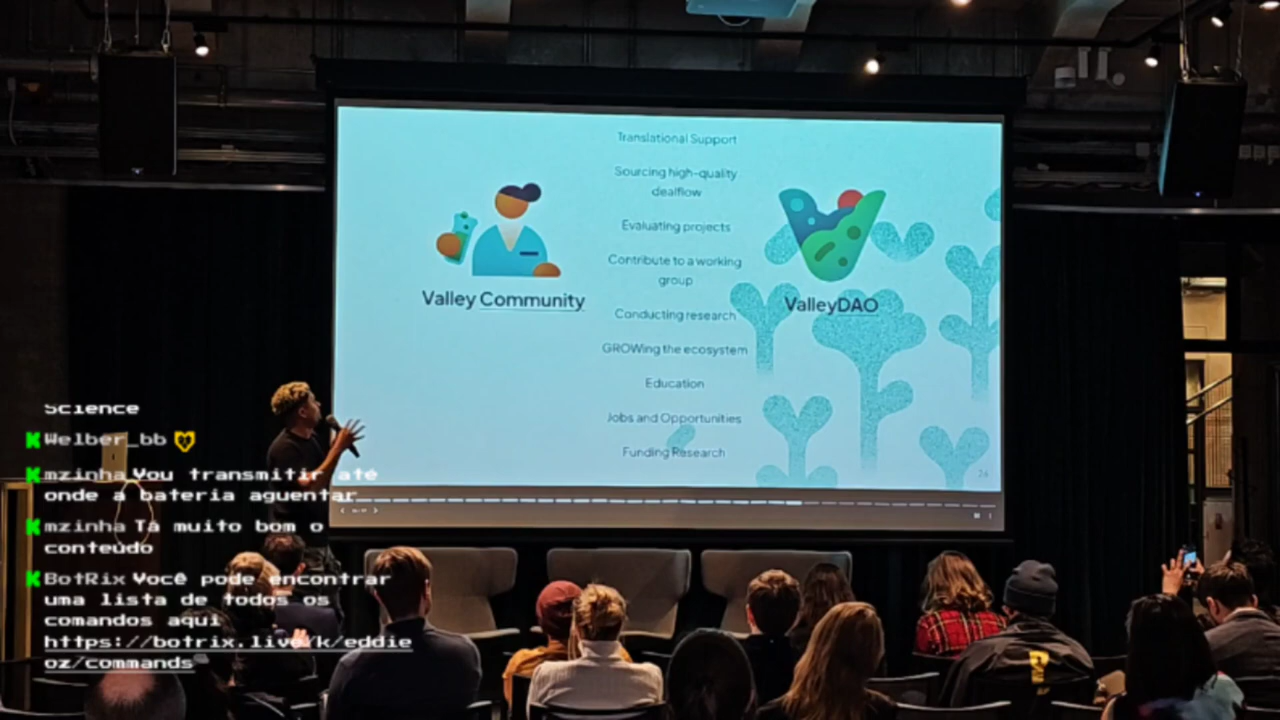 Translational Support
Sourcing high-quality
dealflow
Evaluating projects
Contribute to a working
group
Conducting research
GROWing the ecosystem
Education
Jobs and Opportunities
Funding Research
Valley Community
ValleyDAO
26
Science
Welber_bb
mzinha Vou transmitir até
onde a bateria aguentar
mzinha Tá muito bom o
conteúdo
BotRix Você pode encontrar
uma lista de todos os
comandos aqui
https://botrix.live/k/eddie
oz/commands